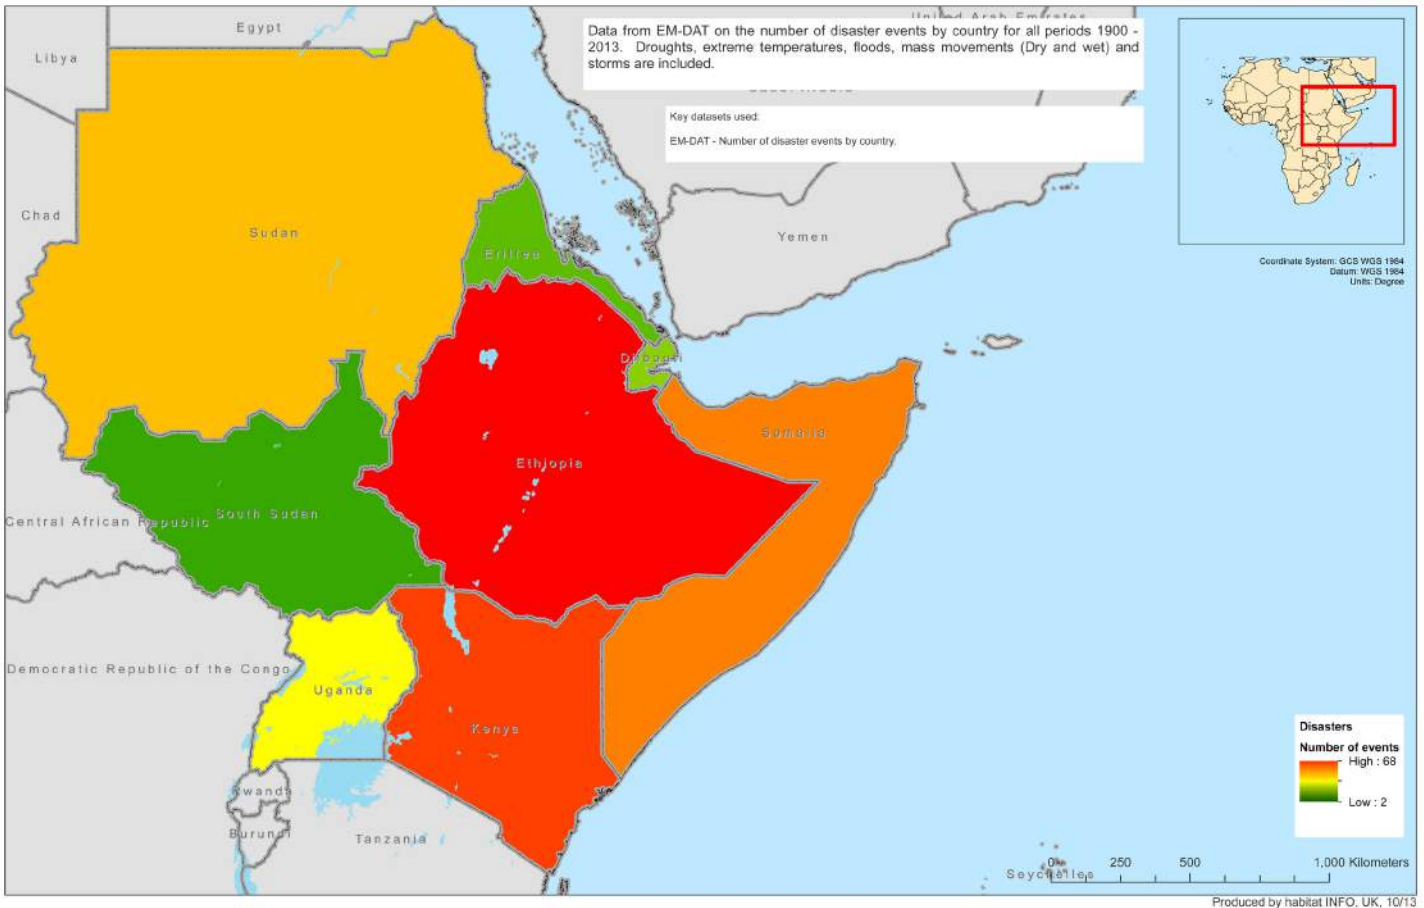 Egypt
United Arab Emirates
Data from EM-DAT on the number of disaster events by country for all periods 1900 -
2013. Droughts, extreme temperatures, floods, mass movements (Dry and wet) and
storms are included.
Libya
Key datasets used:
EM-DAT - Number of disaster events by country.
Chad
Sudan
Yemen
Eritrea
Coordinate System: GCS WGS 1984
Datum: WGS 1984
Units: Degree
Djibouti
Somalia
Ethiopia
South Sudan
Central African Republic
Democratic Republic of the Congo
Uganda
Kenya
Disasters
Number of events
High : 68
Low : 2
Rwanda
Burundi
Tanzania
0 250 500 1,000 Kilometers
Seychelles
Produced by habitat INFO, UK, 10/13